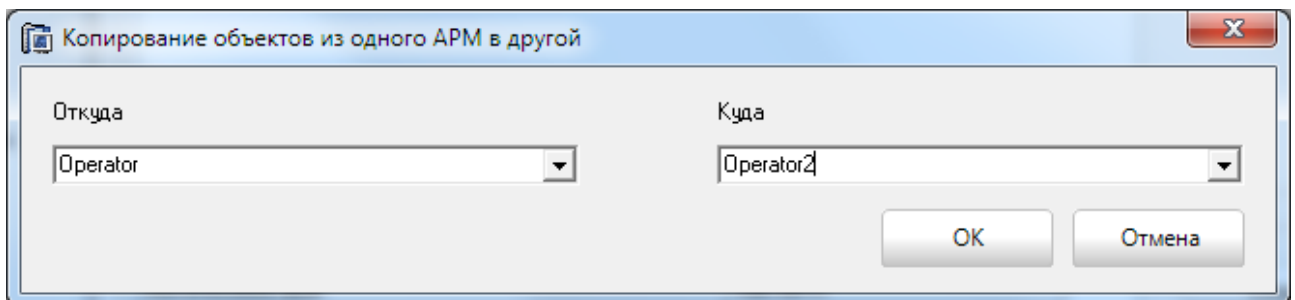 Копирование объектов из одного АРМ в другой
Откуда
Куда
Operator
Operator2
OK
Отмена